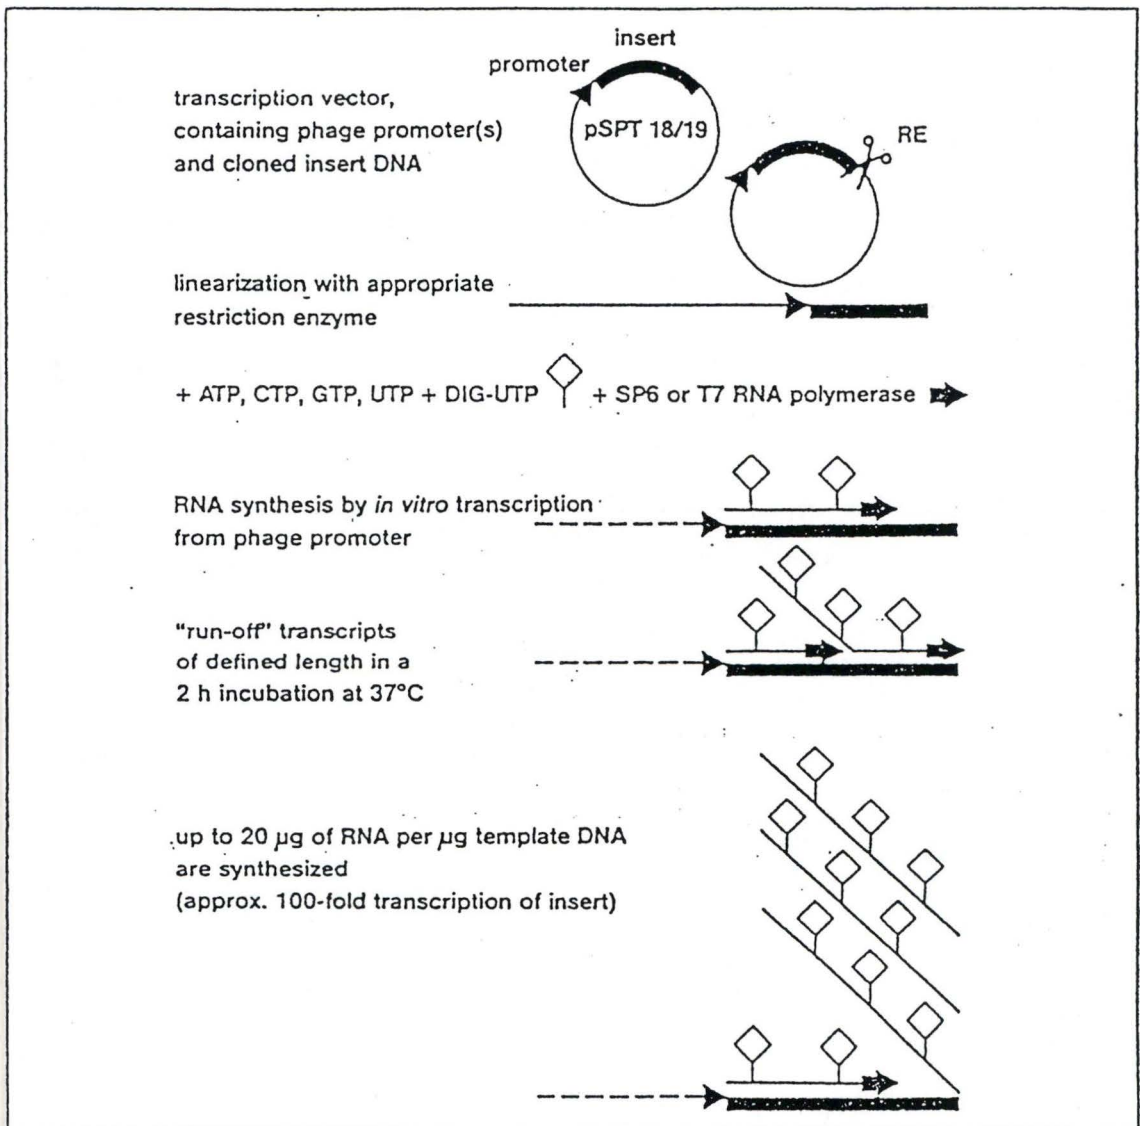 insert
promoter
transcription vector,
containing phage promoter(s)
and cloned insert DNA
pSPT 18/19
RE
linearization with appropriate
restriction enzyme
+ ATP, CTP, GTP, UTP + DIG-UTP + SP6 or T7 RNA polymerase
RNA synthesis by in vitro transcription
from phage promoter
"run-off" transcripts
of defined length in a
2 h incubation at 37°C
up to 20 µg of RNA per µg template DNA
are synthesized
(approx. 100-fold transcription of insert)